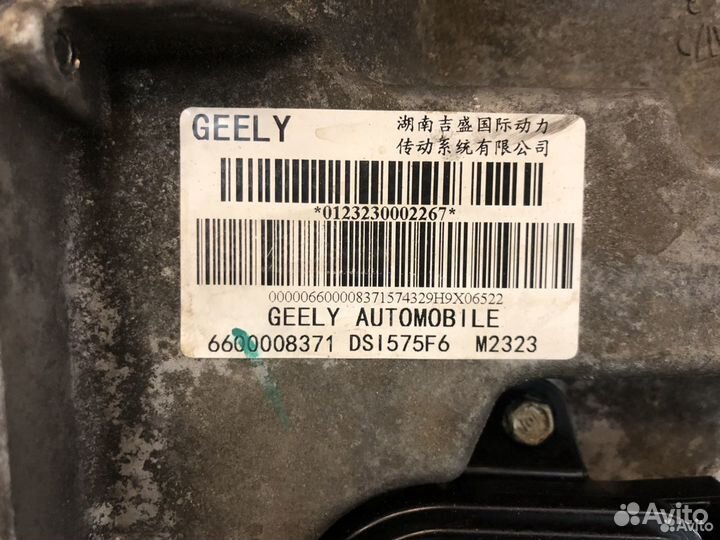 GEELY
湖南吉盛国际动力
传动系统有限公司
*0123230002267*
000006600008371574329H9X06522
GEELY AUTOMOBILE
6600008371 DSI575F6 M2323
Avito